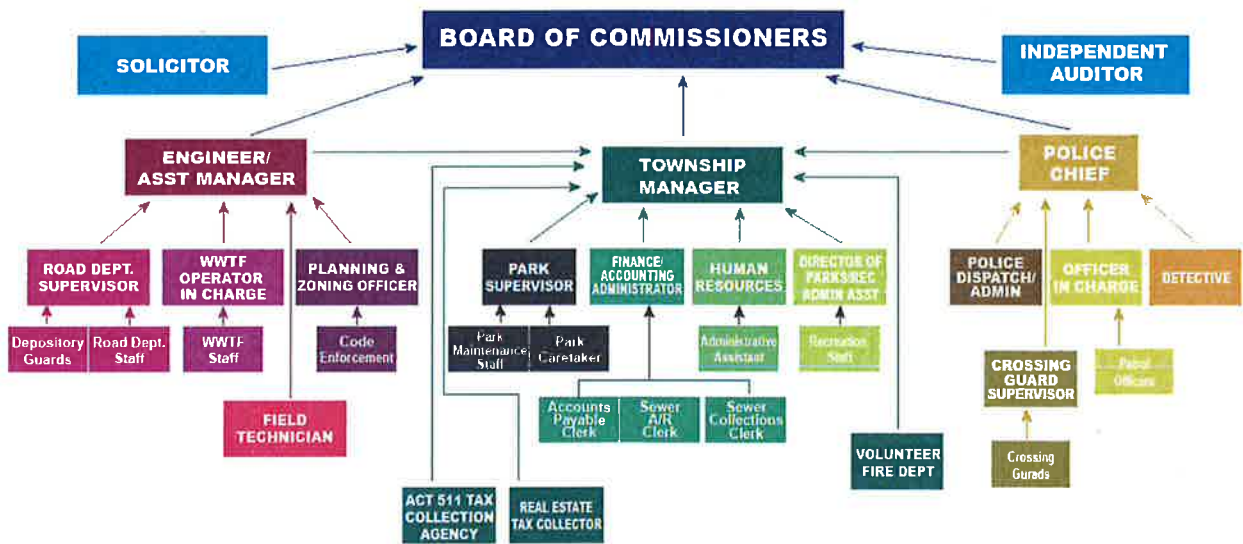 BOARD OF COMMISSIONERS
SOLICITOR
INDEPENDENT
AUDITOR
ENGINEER/
ASST MANAGER
TOWNSHIP
MANAGER
POLICE
CHIEF
ROAD DEPT.
SUPERVISOR
WWTF
OPERATOR
IN CHARGE
PLANNING &
ZONING OFFICER
PARK
SUPERVISOR
FINANCE/
ACCOUNTING
ADMINISTRATOR
HUMAN
RESOURCES
DIRECTOR OF
PARKS/REC
ADMIN ASST
POLICE
DISPATCH/
ADMIN
OFFICER
IN CHARGE
DETECTIVE
Depository
Guards
Road Dept.
Staff
WWTF
Staff
Code
Enforcement
Park
Maintenance
Staff
Park
Caretaker
Administrative
Assistant
Recreation
Staff
CROSSING
GUARD
SUPERVISOR
Patrol
Officers
FIELD
TECHNICIAN
Accounts
Payable
Clerk
Sewer
A/R
Clerk
Sewer
Collections
Clerk
VOLUNTEER
FIRE DEPT
Crossing
Gurads
ACT 511 TAX
COLLECTION
AGENCY
REAL ESTATE
TAX COLLECTOR